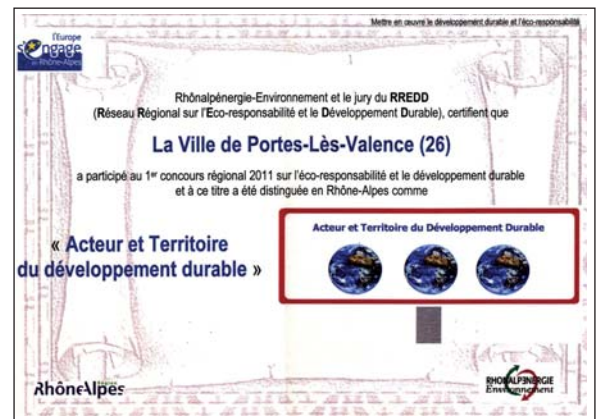 Mettre en œuvre le développement durable et l'éco-responsabilité
l'Europe
s'engage
en Rhône-Alpes
Rhônalpénergie-Environnement et le jury du RREDD
(Réseau Régional sur l'Eco-responsabilité et le Développement Durable), certifient que
La Ville de Portes-Lès-Valence (26)
a participé au 1er concours régional 2011 sur l'éco-responsabilité et le développement durable
et à ce titre a été distinguée en Rhône-Alpes comme
« Acteur et Territoire
du développement durable »
Acteur et Territoire du Développement Durable
RhôneAlpes Région
RHONALPENERGIE
Environnement